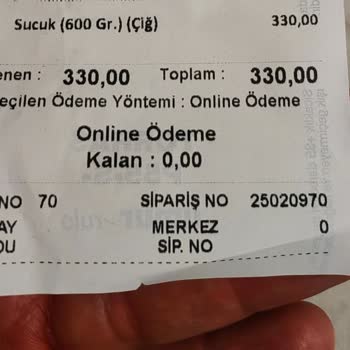 Sucuk (600 Gr.) (Çiğ) 330,00
enen : 330,00 Toplam : 330,00
eçilen Ödeme Yöntemi : Online Ödeme
Online Ödeme
Kalan : 0,00
NO 70 SİPARİŞ NO 25020970
AY MERKEZ 0
DU SİP. NO